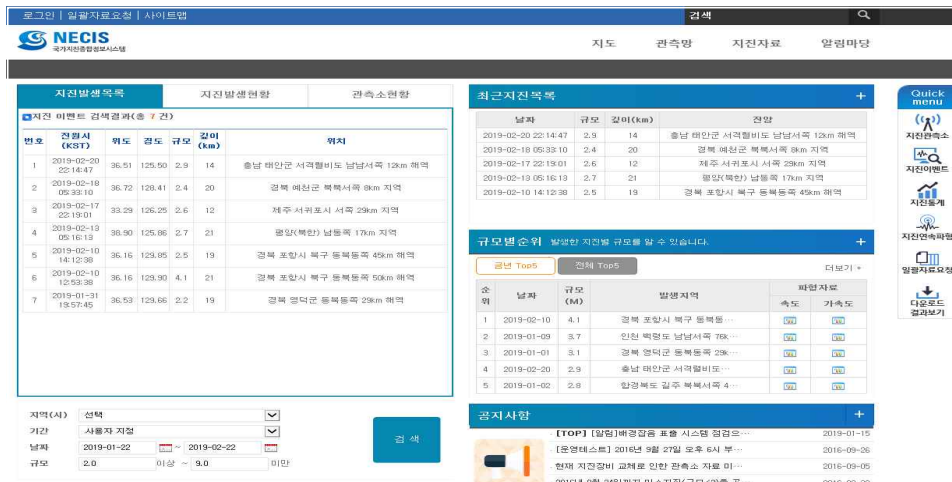 로그인 | 일괄자료요청 | 사이트맵
검색
NECIS
국가지진종합정보시스템
지도 관측망 지진자료 알림마당
지진발생목록 지진발생현황 관측소현황
지진 이벤트 검색결과(총 7 건)
번호 진원시(KST) 위도 경도 규모 깊이(km) 위치
1 2019-02-20 22:14:47 36.51 125.50 2.9 14 충남 태안군 서격렬비도 남남서쪽 12km 해역
2 2019-02-18 05:33:10 36.72 128.41 2.4 20 경북 예천군 북북서쪽 8km 지역
3 2019-02-17 22:19:01 33.29 126.25 2.6 12 제주 서귀포시 서쪽 29km 지역
4 2019-02-13 05:16:13 38.90 125.86 2.7 21 평양(북한) 남동쪽 17km 지역
5 2019-02-10 14:12:38 36.16 129.85 2.5 19 경북 포항시 북구 동북동쪽 45km 해역
6 2019-02-10 12:53:38 36.16 129.90 4.1 21 경북 포항시 북구 동북동쪽 50km 해역
7 2019-01-31 19:57:45 36.53 129.66 2.2 19 경북 영덕군 동북동쪽 29km 해역
지역(시) 선택
기간 사용자 지정
날짜 2019-01-22 ~ 2019-02-22
규모 2.0 이상 ~ 9.0 미만
검 색
최근지진목록 +
날짜 규모 깊이(km) 진앙
2019-02-20 22:14:47 2.9 14 충남 태안군 서격렬비도 남남서쪽 12km 해역
2019-02-18 05:33:10 2.4 20 경북 예천군 북북서쪽 8km 지역
2019-02-17 22:19:01 2.6 12 제주 서귀포시 서쪽 29km 지역
2019-02-13 05:16:13 2.7 21 평양(북한) 남동쪽 17km 지역
2019-02-10 14:12:38 2.5 19 경북 포항시 북구 동북동쪽 45km 해역
규모별순위 발생한 지진별 규모를 알 수 있습니다. +
금년 Top5 전체 Top5 더보기 +
순위 날짜 규모(M) 발생지역 파형자료
속도 가속도
1 2019-02-10 4.1 경북 포항시 북구 동북동…
2 2019-01-09 3.7 인천 백령도 남남서쪽 76k…
3 2019-01-01 3.1 경북 영덕군 동북동쪽 29k…
4 2019-02-20 2.9 충남 태안군 서격렬비도…
5 2019-01-02 2.8 함경북도 길주 북북서쪽 4…
공지사항 +
[TOP] [알림]배경잡음 표출 시스템 점검으… 2019-01-15
[운영테스트] 2016년 9월 27일 오후 6시 부… 2016-09-26
현재 지진장비 교체로 인한 관측소 자료 미… 2016-09-05
Quick menu
지진관측소
지진이벤트
지진통계
지진연속파형
일괄자료요청
다운로드 결과보기